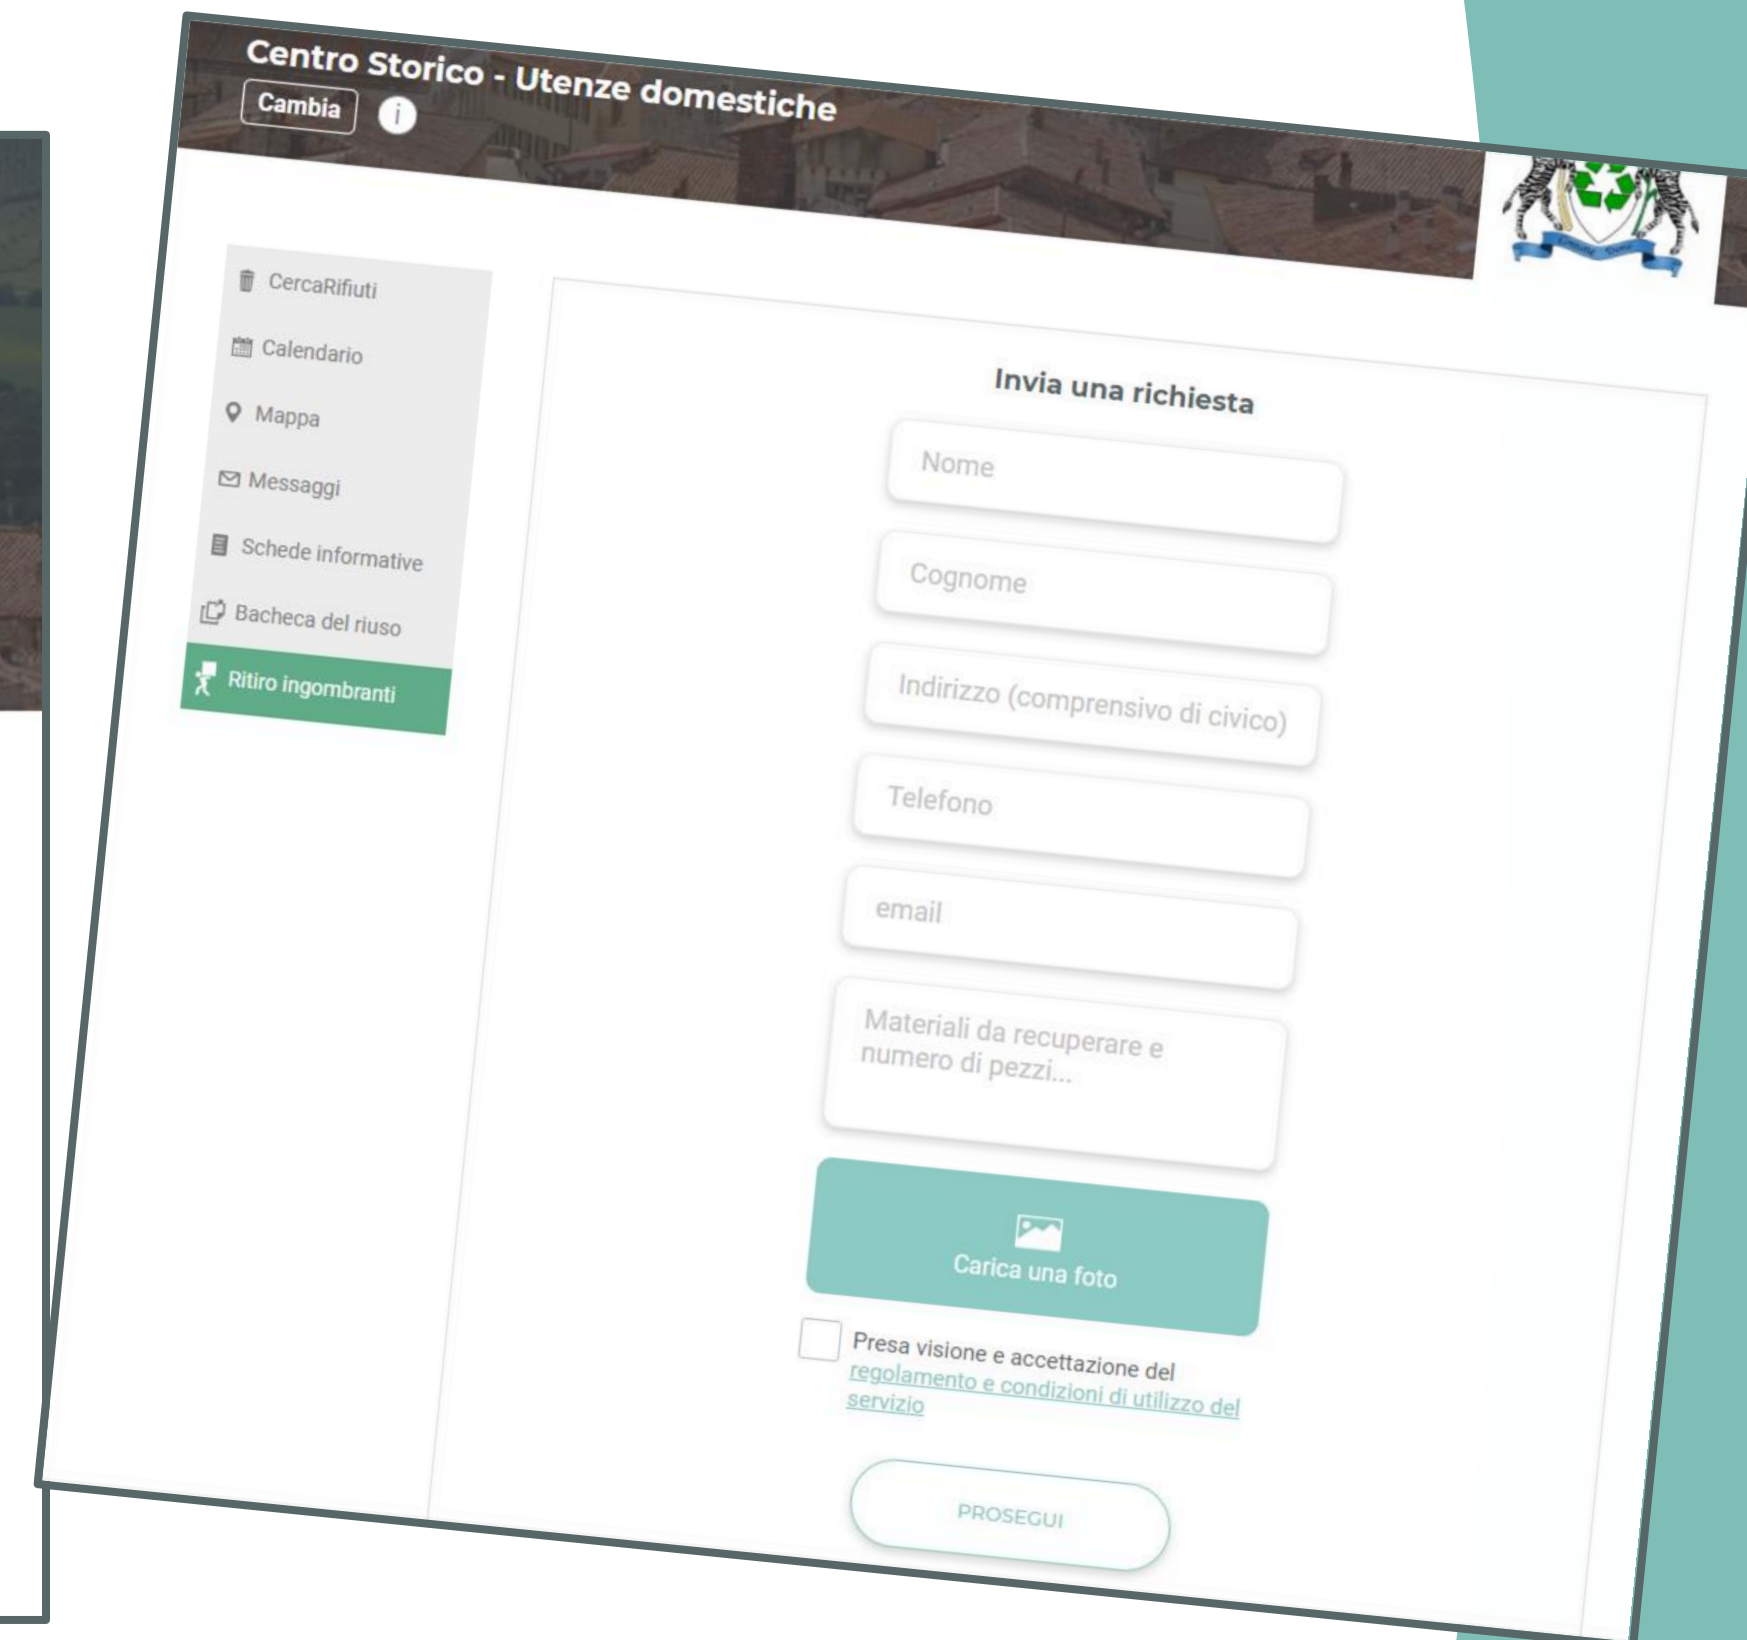 Centro Storico - Utenze domestiche
Cambia
i
CercaRifiuti
Calendario
Mappa
Messaggi
Schede informative
Bacheca del riuso
Ritiro ingombranti
Invia una richiesta
Nome
Cognome
Indirizzo (comprensivo di civico)
Telefono
email
Materiali da recuperare e
numero di pezzi...
Carica una foto
Presa visione e accettazione del
regolamento e condizioni di utilizzo del
servizio
PROSEGUI